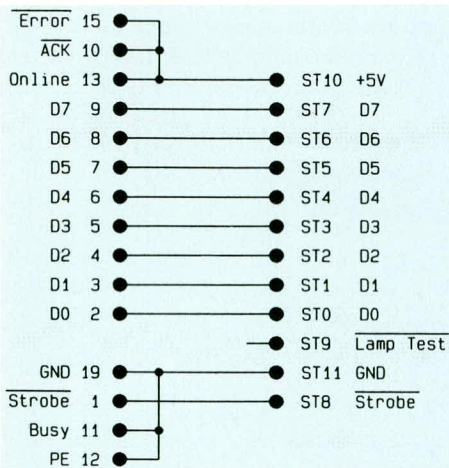 Error 15
ACK 10
Online 13 ST10 +5V
D7 9 ST7 D7
D6 8 ST6 D6
D5 7 ST5 D5
D4 6 ST4 D4
D3 5 ST3 D3
D2 4 ST2 D2
D1 3 ST1 D1
D0 2 ST0 D0
ST9 Lamp Test
GND 19 ST11 GND
Strobe 1 ST8 Strobe
Busy 11
PE 12